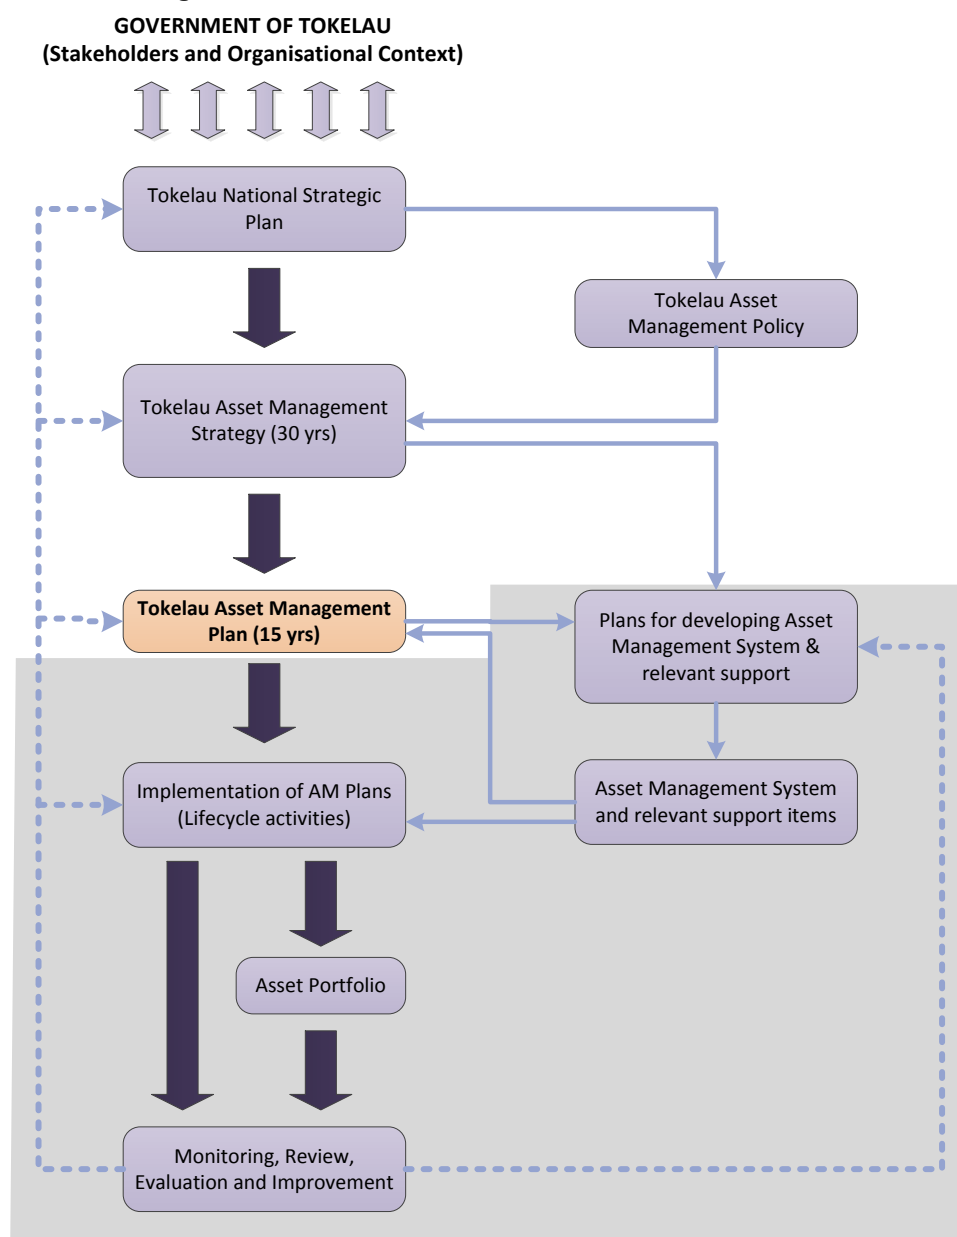 GOVERNMENT OF TOKELAU
(Stakeholders and Organisational Context)
Tokelau National Strategic
Plan
Tokelau Asset
Management Policy
Tokelau Asset Management
Strategy (30 yrs)
Tokelau Asset Management
Plan (15 yrs)
Plans for developing Asset
Management System &
relevant support
Implementation of AM Plans
(Lifecycle activities)
Asset Management System
and relevant support items
Asset Portfolio
Monitoring, Review,
Evaluation and Improvement